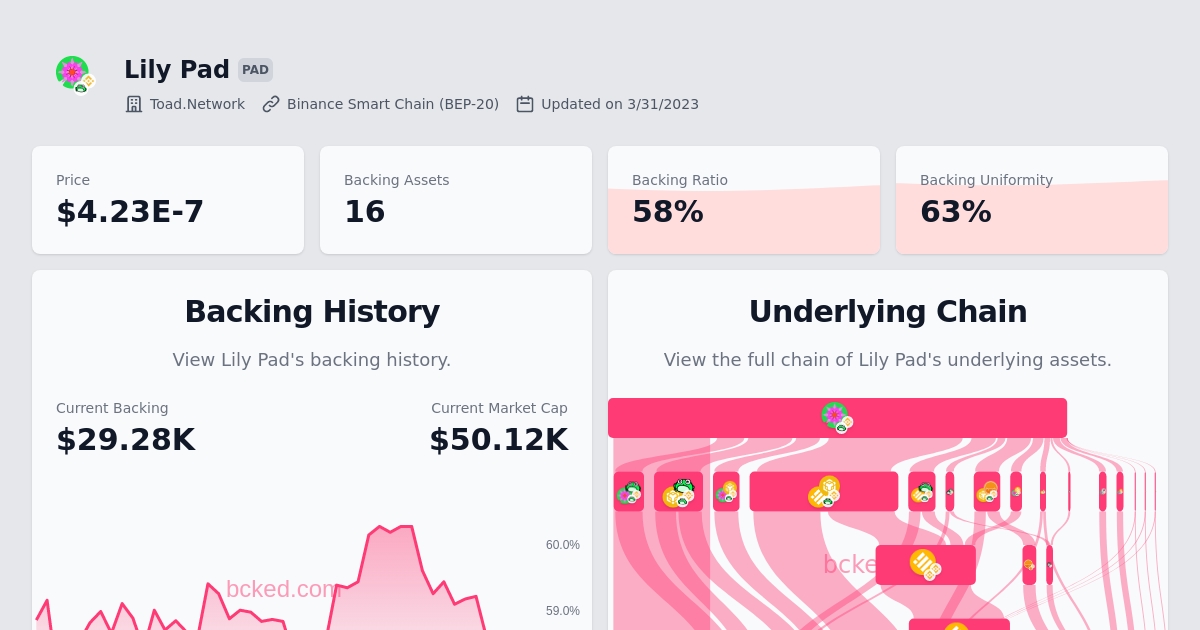 Lily Pad PAD
Toad.Network Binance Smart Chain (BEP-20) Updated on 3/31/2023
Price
$4.23E-7
Backing Assets
16
Backing Ratio
58%
Backing Uniformity
63%
Backing History
View Lily Pad's backing history.
Current Backing
$29.28K
Current Market Cap
$50.12K
60.0%
59.0%
bcked.com
Underlying Chain
View the full chain of Lily Pad's underlying assets.
bcke